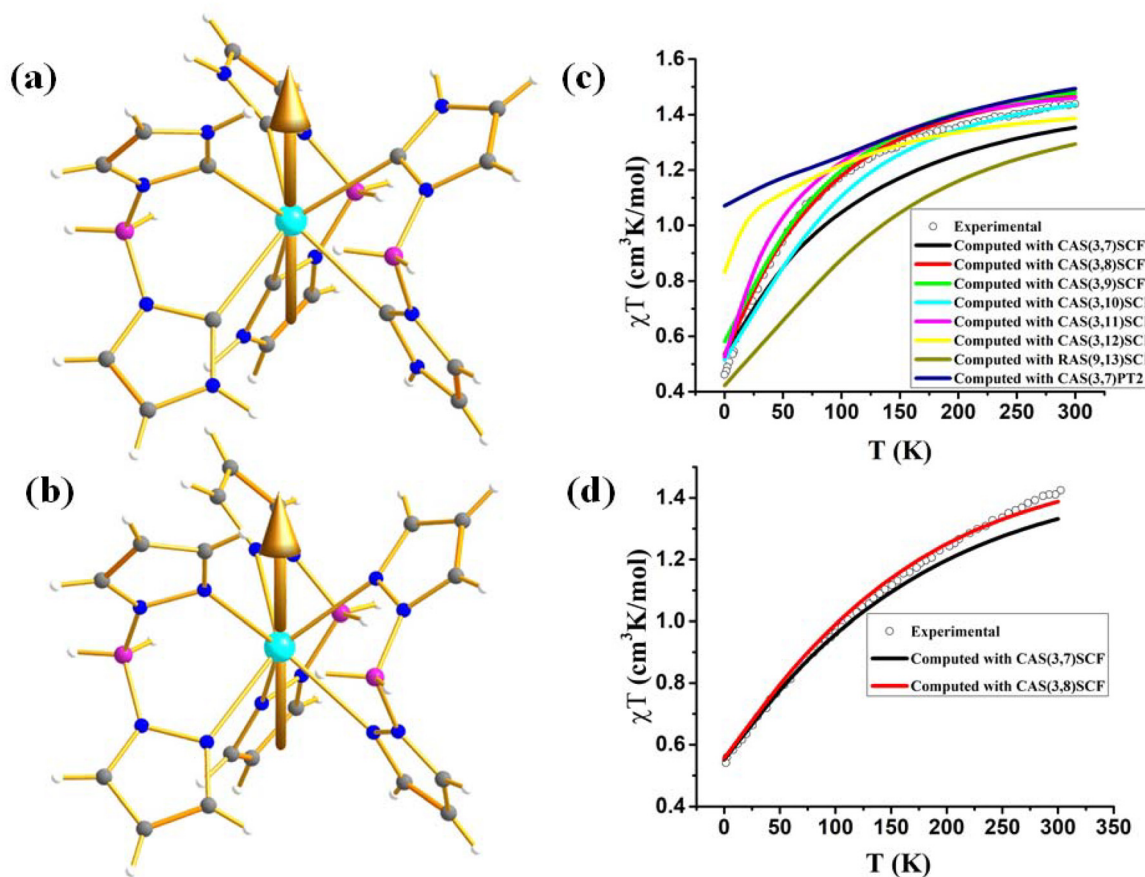 (a)
(b)
(c)
χT (cm³K/mol)
1.6
1.4
1.2
1.0
0.8
0.6
0.4
0 50 100 150 200 250 300
T (K)
Experimental
Computed with CAS(3,7)SCF
Computed with CAS(3,8)SCF
Computed with CAS(3,9)SCF
Computed with CAS(3,10)SCF
Computed with CAS(3,11)SCF
Computed with CAS(3,12)SCF
Computed with RAS(9,13)SCF
Computed with CAS(3,7)PT2
(d)
χT (cm³K/mol)
1.4
1.2
1.0
0.8
0.6
0.4
0 50 100 150 200 250 300 350
T (K)
Experimental
Computed with CAS(3,7)SCF
Computed with CAS(3,8)SCF